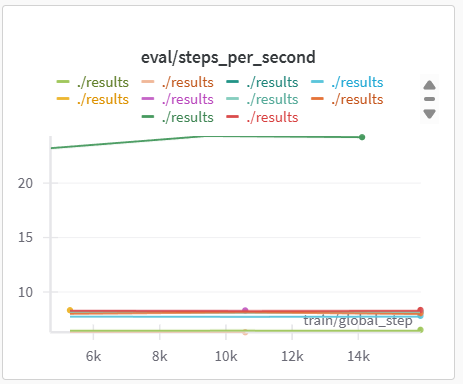 eval/steps_per_second
./results ./results ./results ./results
./results ./results ./results ./results
./results ./results
20
15
10
train/global_step
6k 8k 10k 12k 14k